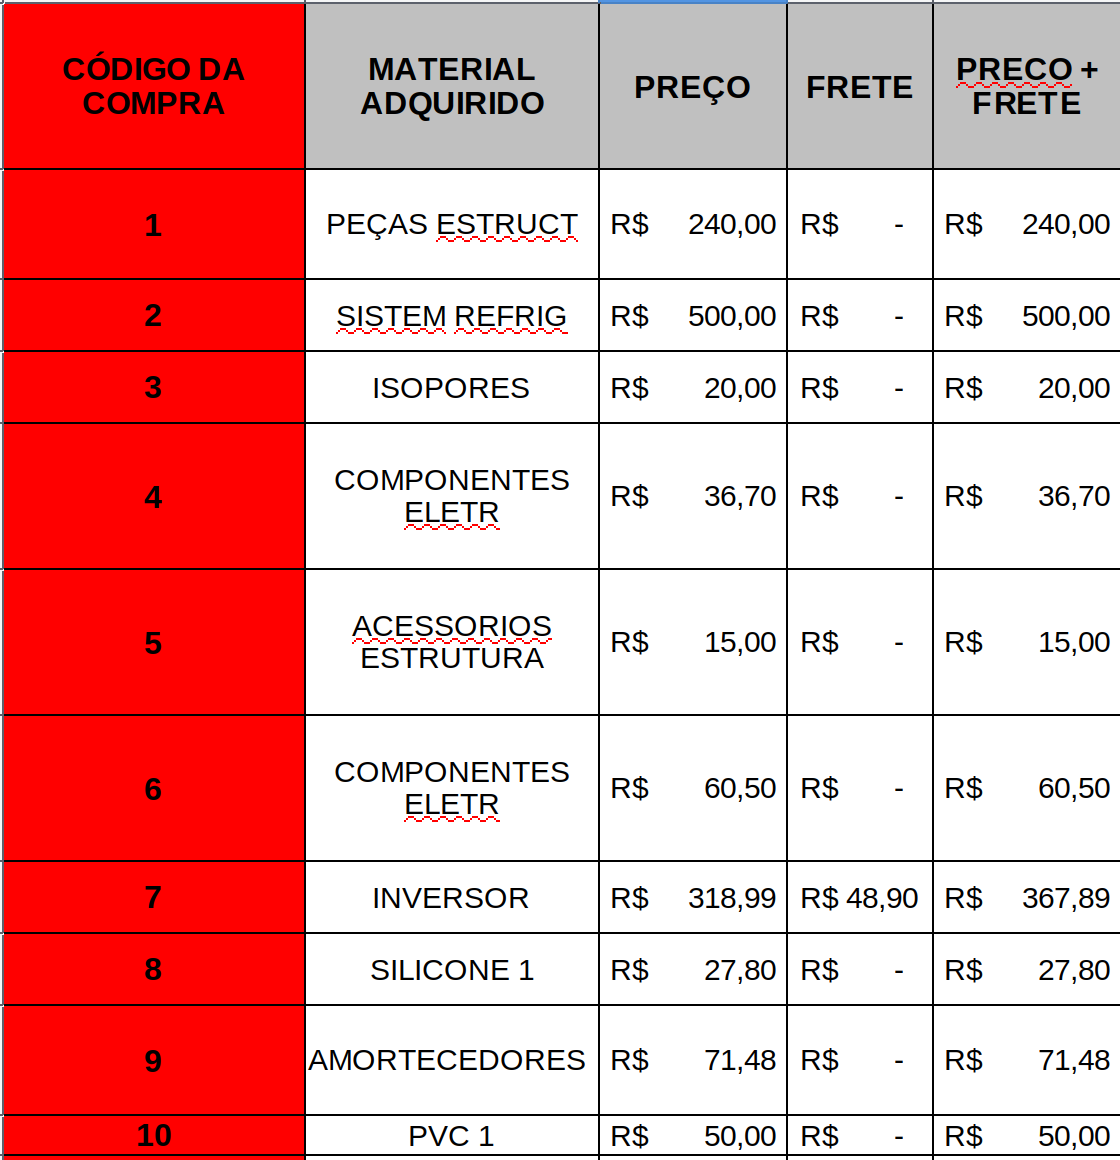 CÓDIGO DA COMPRA MATERIAL ADQUIRIDO PREÇO FRETE PRECO + FRETE
1 PEÇAS ESTRUCT R$ 240,00 R$ - R$ 240,00
2 SISTEM REFRIG R$ 500,00 R$ - R$ 500,00
3 ISOPORES R$ 20,00 R$ - R$ 20,00
4 COMPONENTES ELETR R$ 36,70 R$ - R$ 36,70
5 ACESSORIOS ESTRUTURA R$ 15,00 R$ - R$ 15,00
6 COMPONENTES ELETR R$ 60,50 R$ - R$ 60,50
7 INVERSOR R$ 318,99 R$ 48,90 R$ 367,89
8 SILICONE 1 R$ 27,80 R$ - R$ 27,80
9 AMORTECEDORES R$ 71,48 R$ - R$ 71,48
10 PVC 1 R$ 50,00 R$ - R$ 50,00